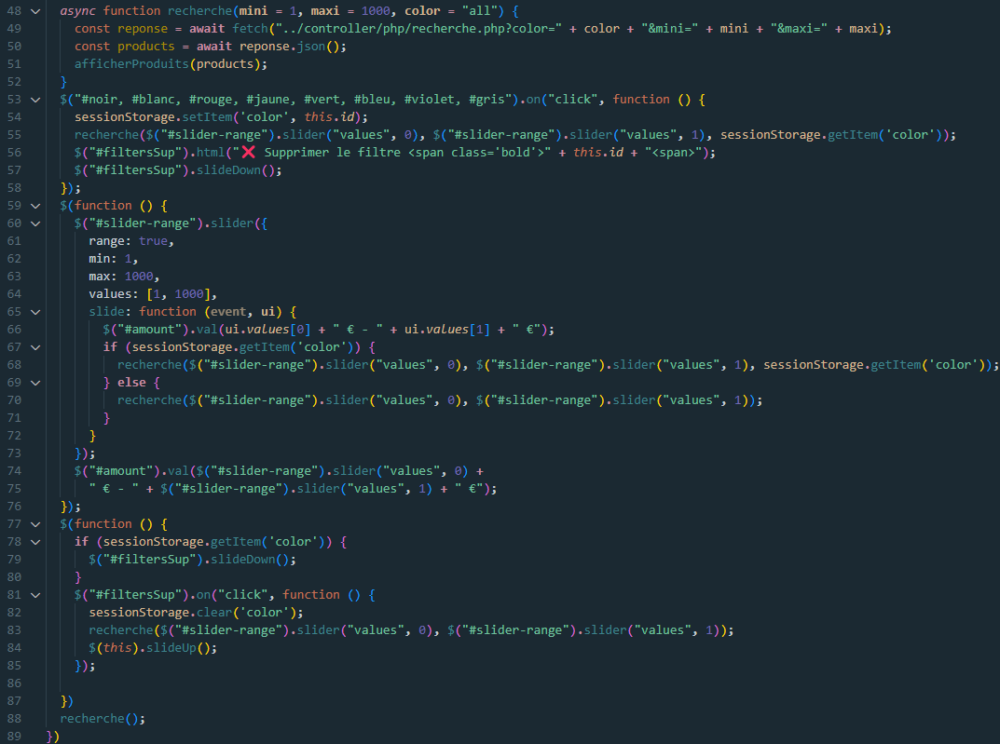 48 async function recherche(mini = 1, maxi = 1000, color = "all") {
49 const reponse = await fetch("../controller/php/recherche.php?color=" + color + "&mini=" + mini + "&maxi=" + maxi);
50 const products = await reponse.json();
51 afficherProduits(products);
52 }
53 $("#noir, #blanc, #rouge, #jaune, #vert, #bleu, #violet, #gris").on("click", function () {
54 sessionStorage.setItem('color', this.id);
55 recherche($("#slider-range").slider("values", 0), $("#slider-range").slider("values", 1), sessionStorage.getItem('color'));
56 $("#filtersSup").html("❌ Supprimer le filtre <span class='bold'>" + this.id + "<span>");
57 $("#filtersSup").slideDown();
58 });
59 $(function () {
60 $("#slider-range").slider({
61 range: true,
62 min: 1,
63 max: 1000,
64 values: [1, 1000],
65 slide: function (event, ui) {
66 $("#amount").val(ui.values[0] + " € - " + ui.values[1] + " €");
67 if (sessionStorage.getItem('color')) {
68 recherche($("#slider-range").slider("values", 0), $("#slider-range").slider("values", 1), sessionStorage.getItem('color'));
69 } else {
70 recherche($("#slider-range").slider("values", 0), $("#slider-range").slider("values", 1));
71 }
72 }
73 });
74 $("#amount").val($("#slider-range").slider("values", 0) +
75 " € - " + $("#slider-range").slider("values", 1) + " €");
76 });
77 $(function () {
78 if (sessionStorage.getItem('color')) {
79 $("#filtersSup").slideDown();
80 }
81 $("#filtersSup").on("click", function () {
82 sessionStorage.clear('color');
83 recherche($("#slider-range").slider("values", 0), $("#slider-range").slider("values", 1));
84 $(this).slideUp();
85 });
86
87 })
88 recherche();
89 })